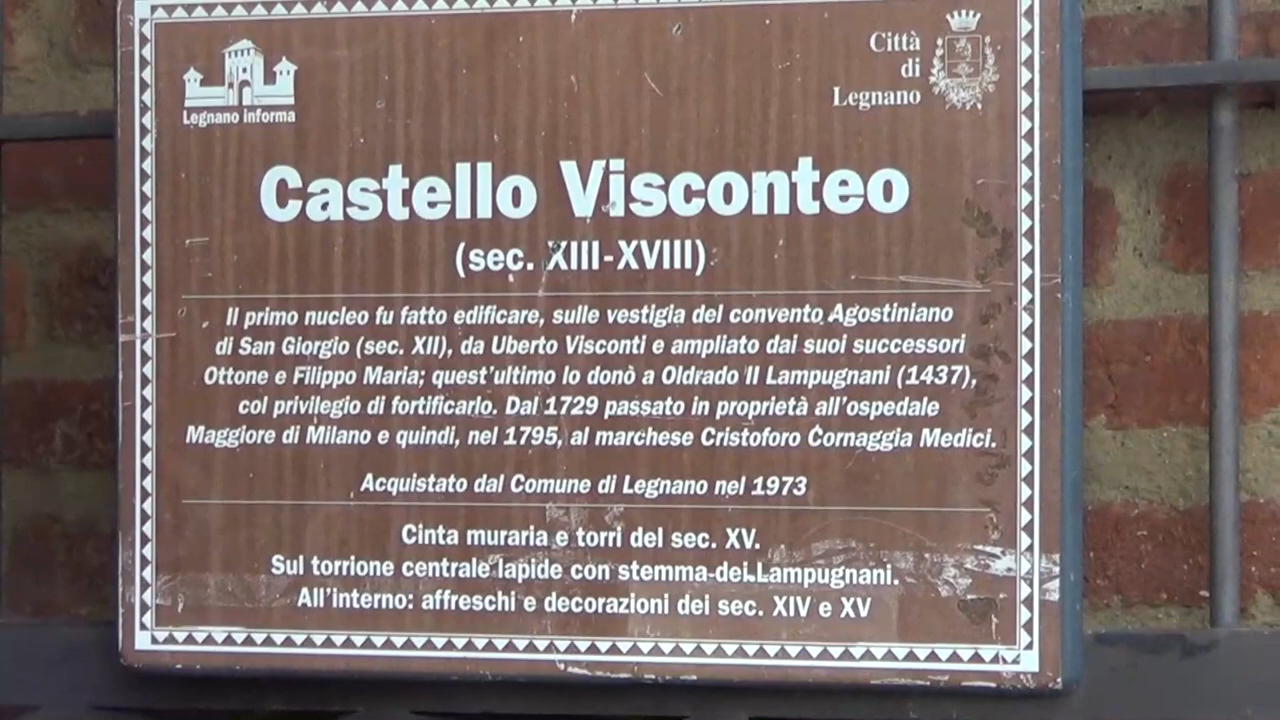 Legnano informa
Città
di
Legnano
Castello Visconteo
(sec. XIII-XVIII)
Il primo nucleo fu fatto edificare, sulle vestigia del convento Agostiniano
di San Giorgio (sec. XII), da Uberto Visconti e ampliato dai suoi successori
Ottone e Filippo Maria; quest'ultimo lo donò a Oldrado II Lampugnani (1437),
col privilegio di fortificarlo. Dal 1729 passato in proprietà all'ospedale
Maggiore di Milano e quindi, nel 1795, al marchese Cristoforo Cornaggia Medici.
Acquistato dal Comune di Legnano nel 1973
Cinta muraria e torri del sec. XV.
Sul torrione centrale lapide con stemma dei Lampugnani.
All'interno: affreschi e decorazioni dei sec. XIV e XV